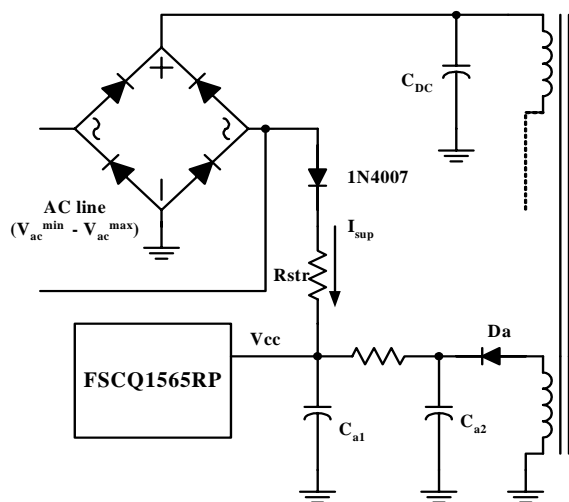 C_DC
1N4007
AC line
(V_ac^min - V_ac^max)
I_sup
Rstr
Vcc
Da
FSCQ1565RP
C_a1
C_a2